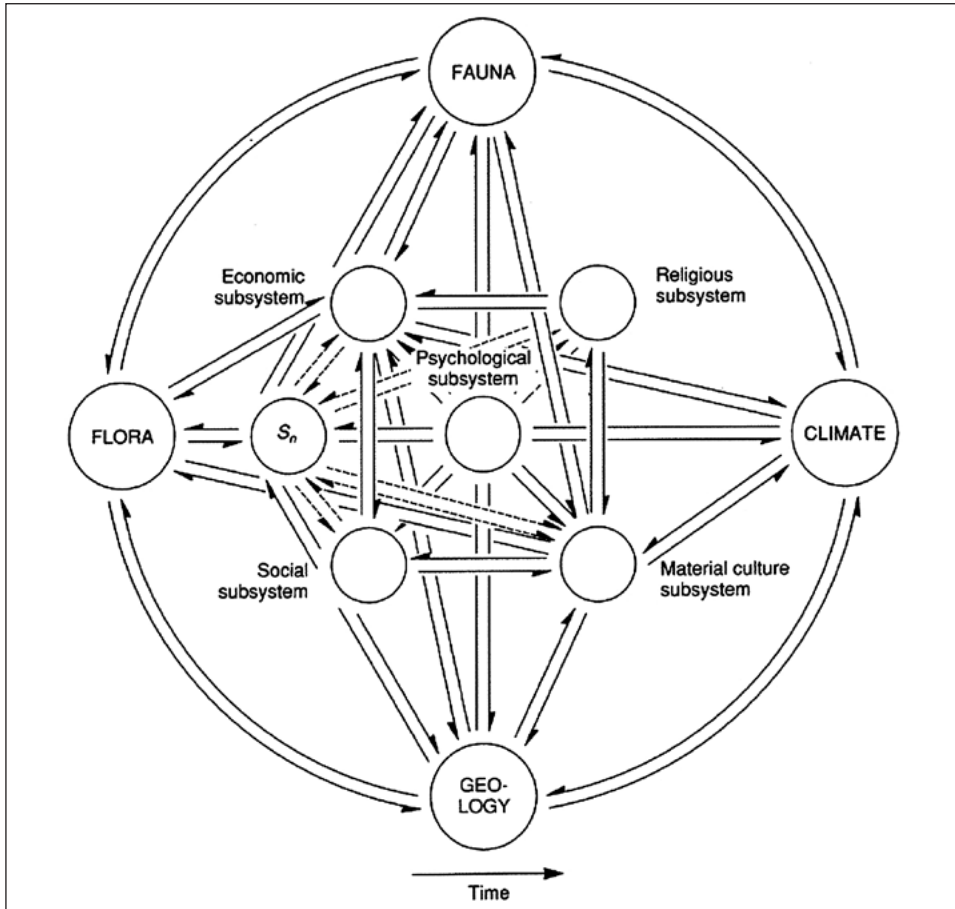 FAUNA
Economic
subsystem
Religious
subsystem
Psychological
subsystem
FLORA
Sn
CLIMATE
Social
subsystem
Material culture
subsystem
GEO-
LOGY
Time